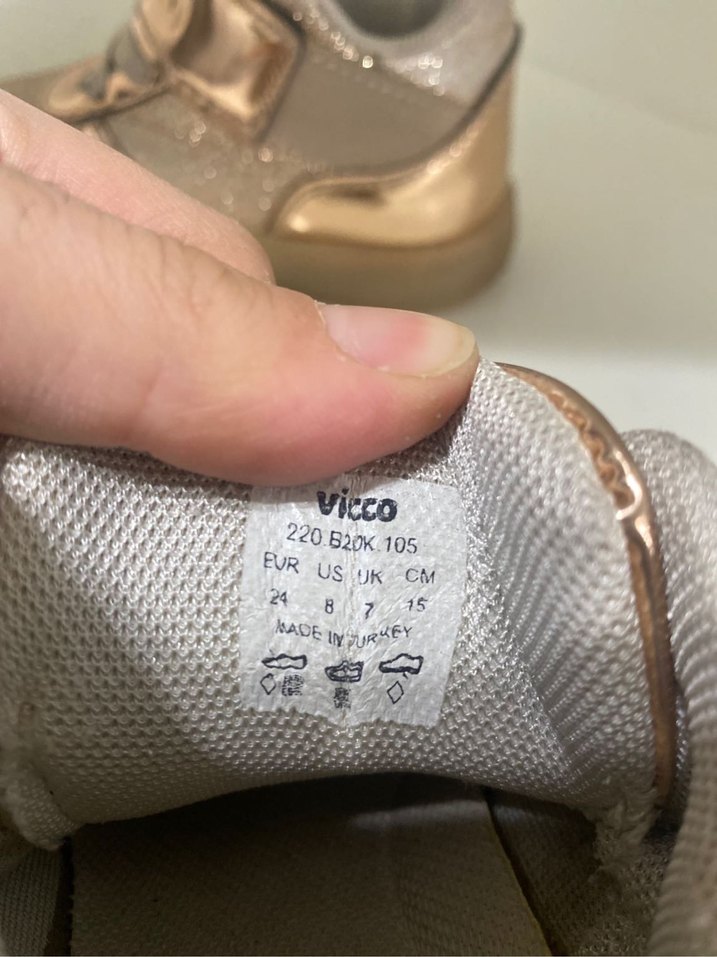 vicco
220.B20K.105
EUR US UK CM
24 8 7 15
MADE IN TURKEY